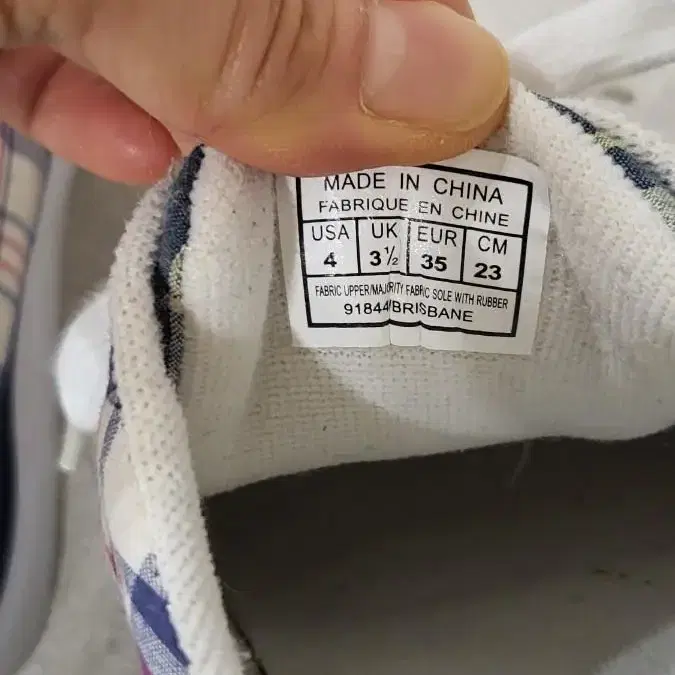 MADE IN CHINA
FABRIQUE EN CHINE
USA UK EUR CM
4 3½ 35 23
FABRIC UPPER/MAJORITY FABRIC SOLE WITH RUBBER
91844/BRISBANE